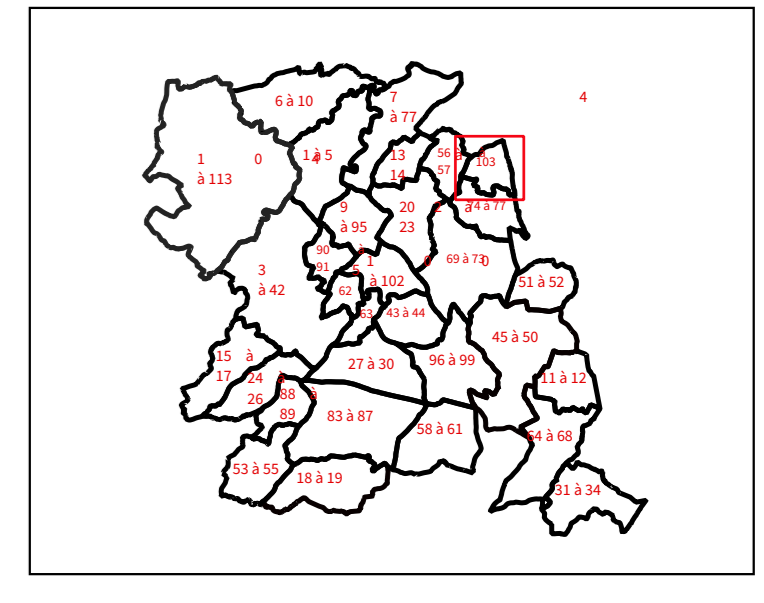 7
à 77
4
6 à 10
1 0 4
à 113
1 à 5
13
14
56 à
57
à
103
9
à 95
20 2
23
à
74 à 77
90
91
à
5
1 0
à 102
69 à 73
0
51 à 52
3
à 42
62
63
43 à 44
45 à 50
15 à
17
24 à
26
27 à 30
96 à 99
11 à 12
88 à
89
83 à 87
58 à 61
64 à 68
53 à 55
18 à 19
31 à 34